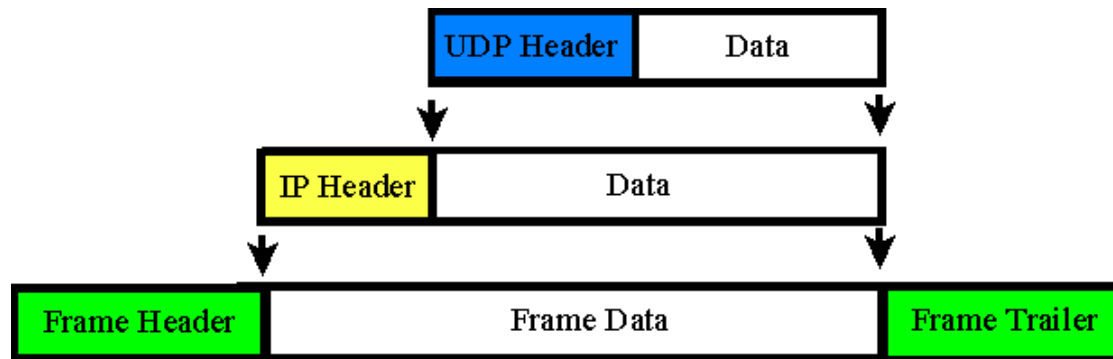 UDP Header Data
IP Header Data
Frame Header Frame Data Frame Trailer